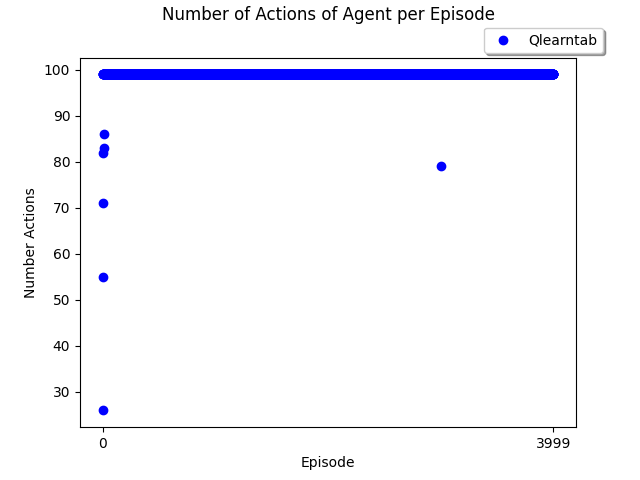 Number of Actions of Agent per Episode
Qlearntab
100
90
80
70
60
50
40
30
Number Actions
0
3999
Episode